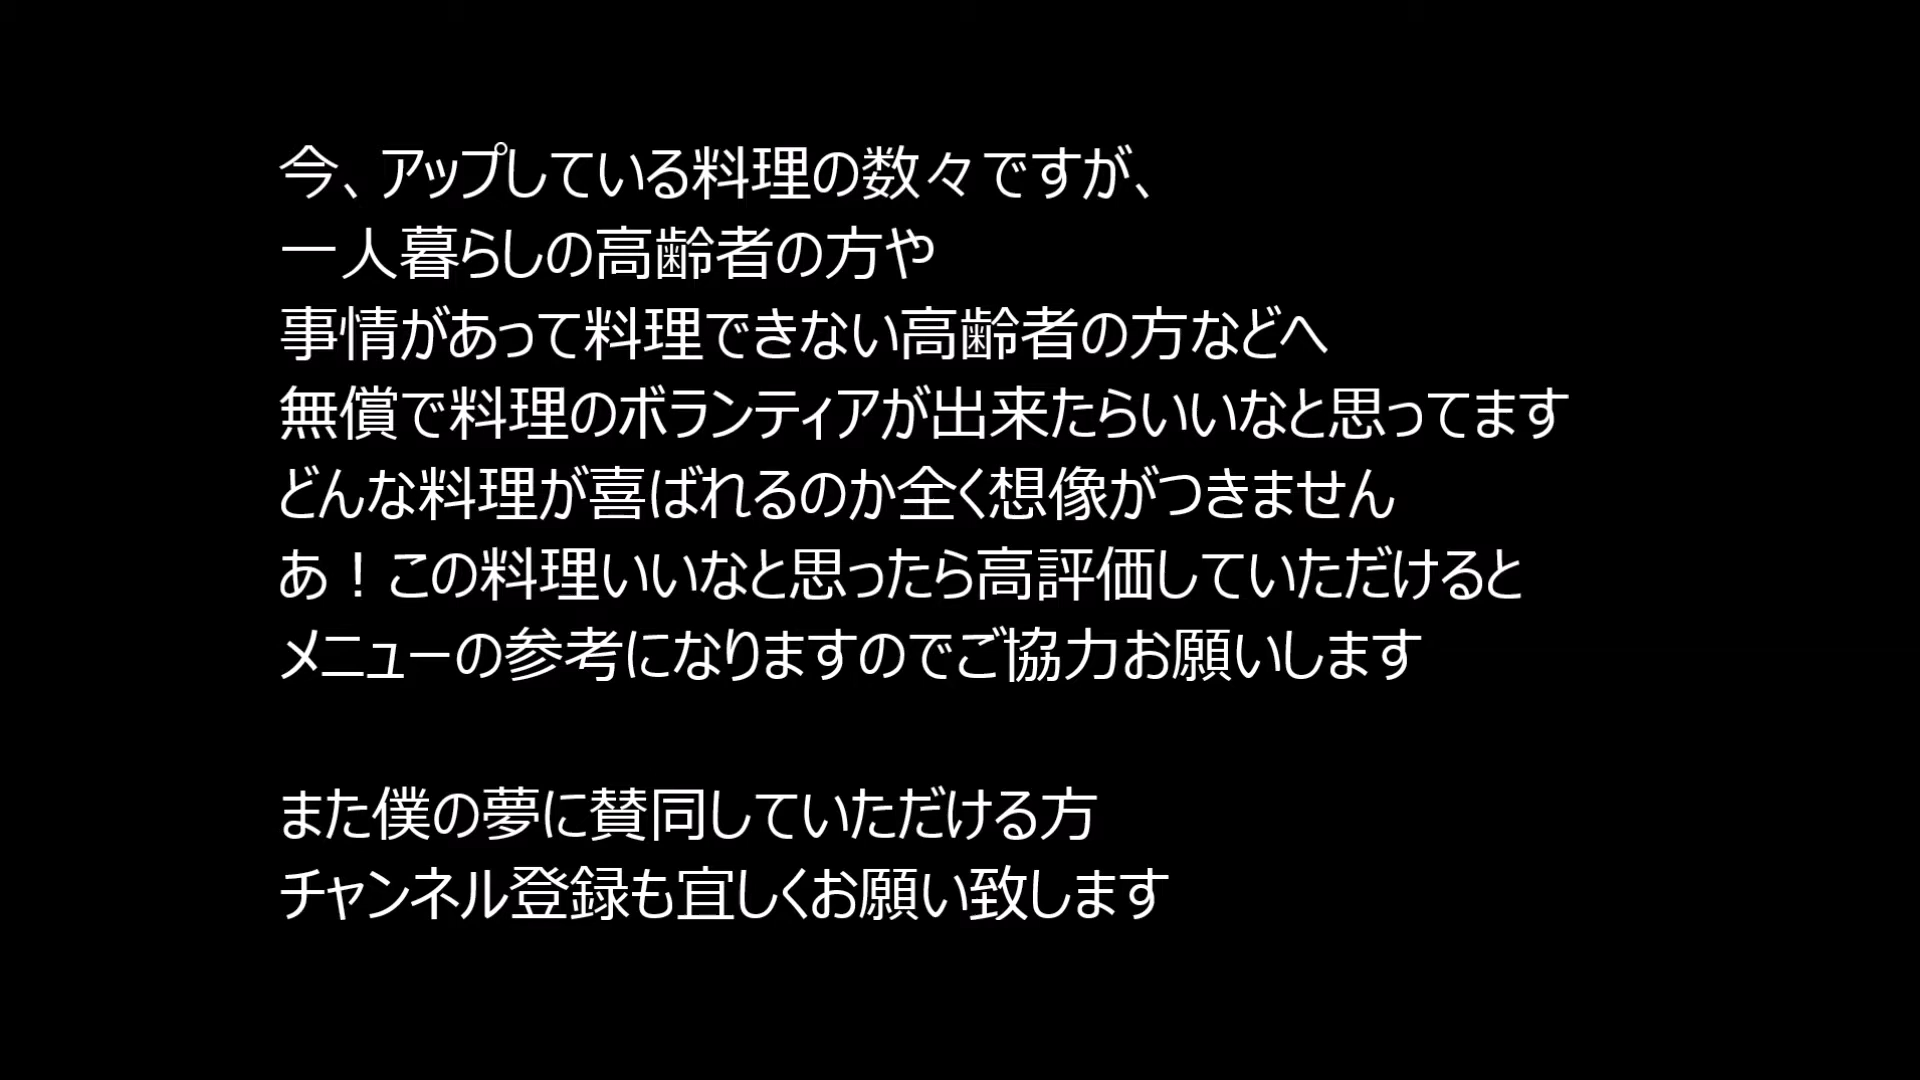 今、アップしている料理の数々ですが、
一人暮らしの高齢者の方や
事情があって料理できない高齢者の方などへ
無償で料理のボランティアが出来たらいいなと思ってます
どんな料理が喜ばれるのか全く想像がつきません
あ！この料理いいなと思ったら高評価していただけると
メニューの参考になりますのでご協力お願いします
また僕の夢に賛同していただける方
チャンネル登録も宜しくお願い致します